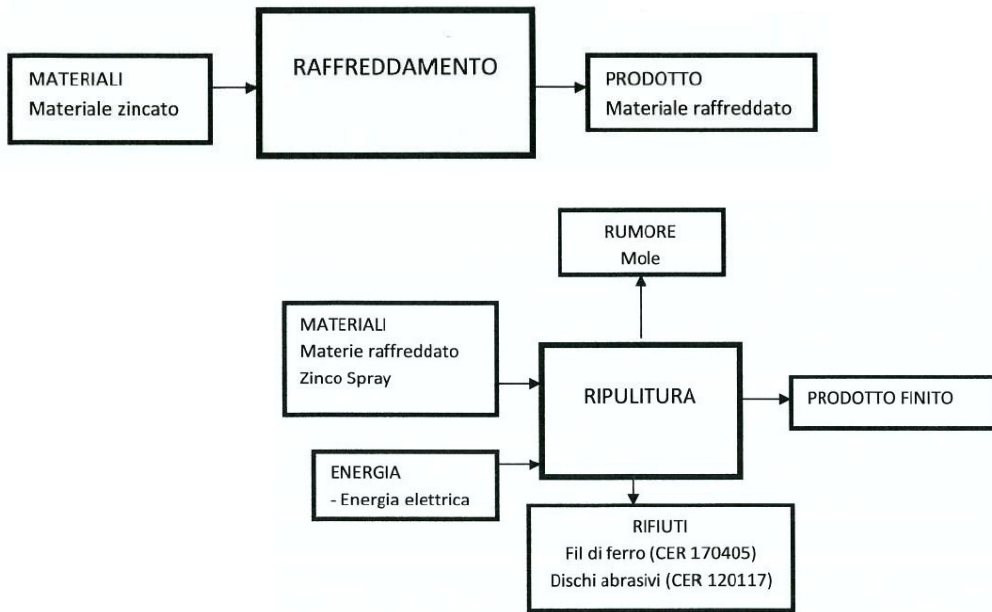 RAFFREDDAMENTO
MATERIALI
Materiale zincato
PRODOTTO
Materiale raffreddato
RUMORE
Mole
MATERIALI
Materie raffreddato
Zinco Spray
RIPULITURA
PRODOTTO FINITO
ENERGIA
- Energia elettrica
RIFIUTI
Fil di ferro (CER 170405)
Dischi abrasivi (CER 120117)